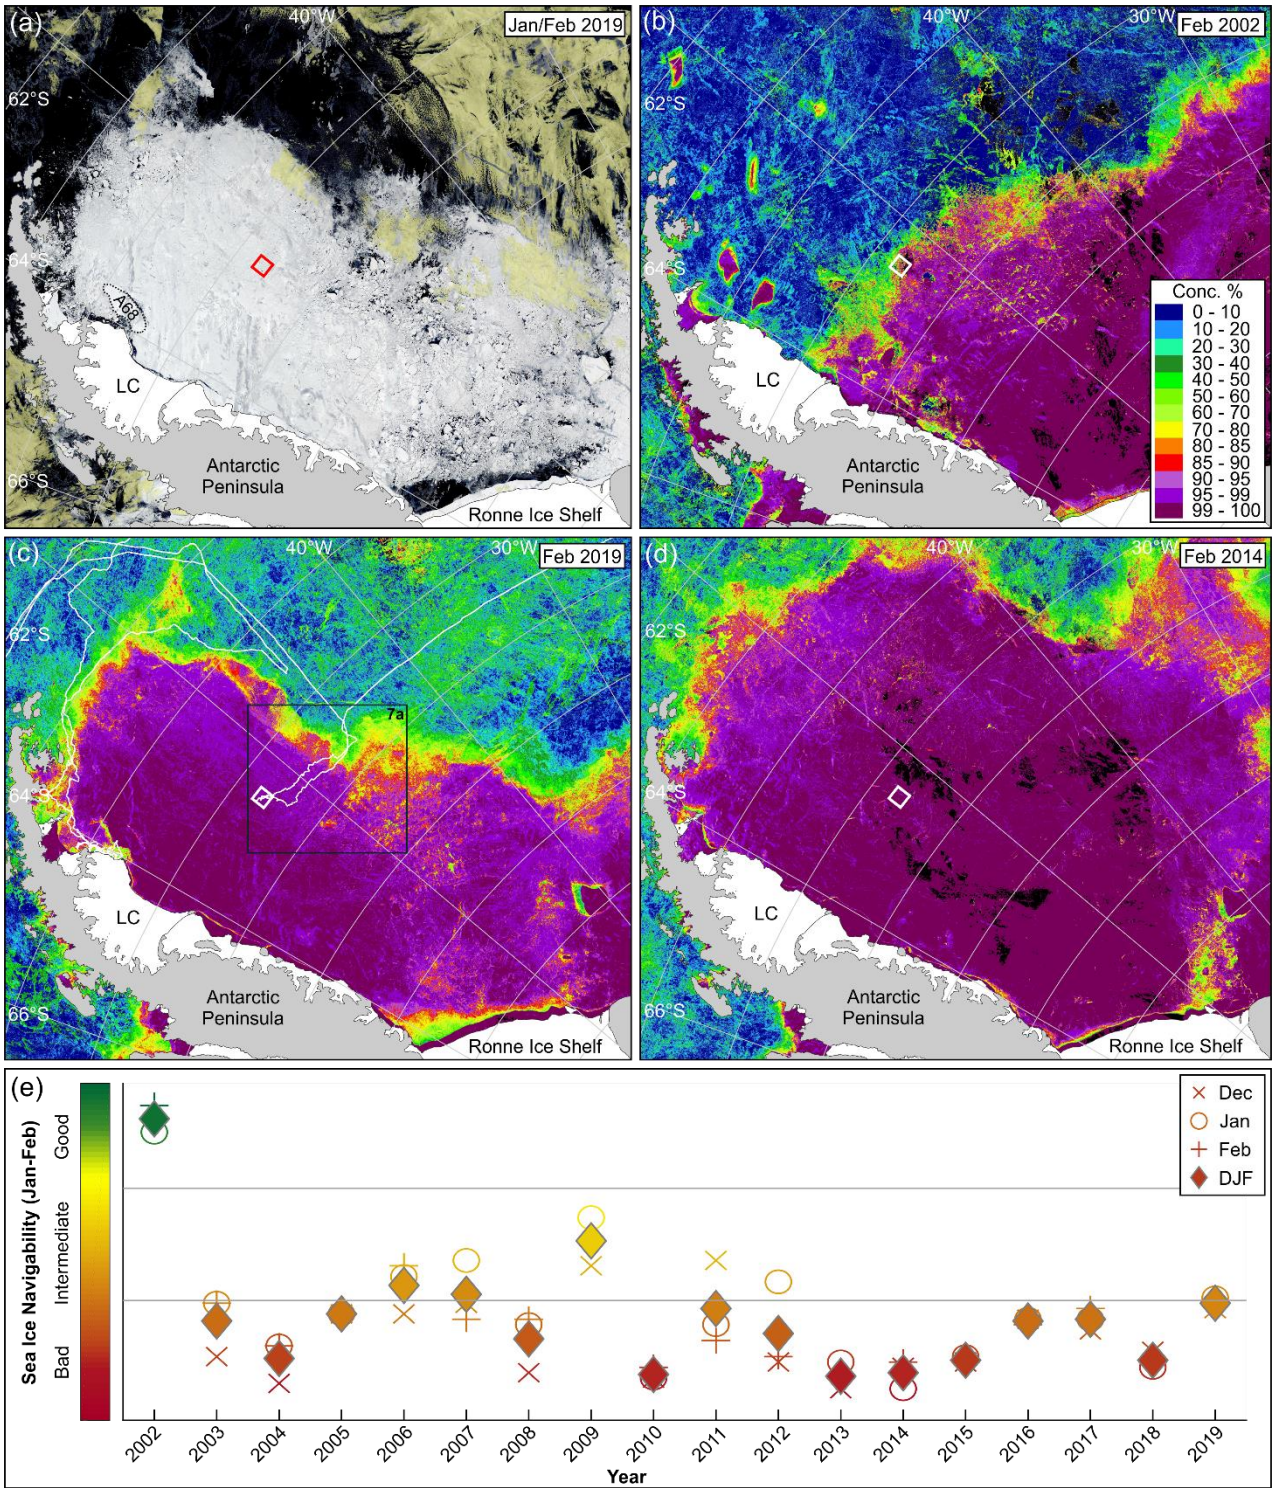 (a)
40°W
Jan/Feb 2019
62°S
64°S
A68
LC
66°S
Antarctic
Peninsula
Ronne Ice Shelf
(b)
40°W
30°W
Feb 2002
62°S
64°S
LC
66°S
Antarctic
Peninsula
Conc. %
0 - 10
10 - 20
20 - 30
30 - 40
40 - 50
50 - 60
60 - 70
70 - 80
80 - 85
85 - 90
90 - 95
95 - 99
99 - 100
(c)
40°W
30°W
Feb 2019
62°S
7a
64°S
LC
66°S
Antarctic
Peninsula
Ronne Ice Shelf
(d)
40°W
30°W
Feb 2014
62°S
64°S
LC
66°S
Antarctic
Peninsula
Ronne Ice Shelf
(e)
Sea Ice Navigability (Jan-Feb)
Good
Intermediate
Bad
Dec
Jan
Feb
DJF
2002
2003
2004
2005
2006
2007
2008
2009
2010
2011
2012
2013
2014
2015
2016
2017
2018
2019
Year